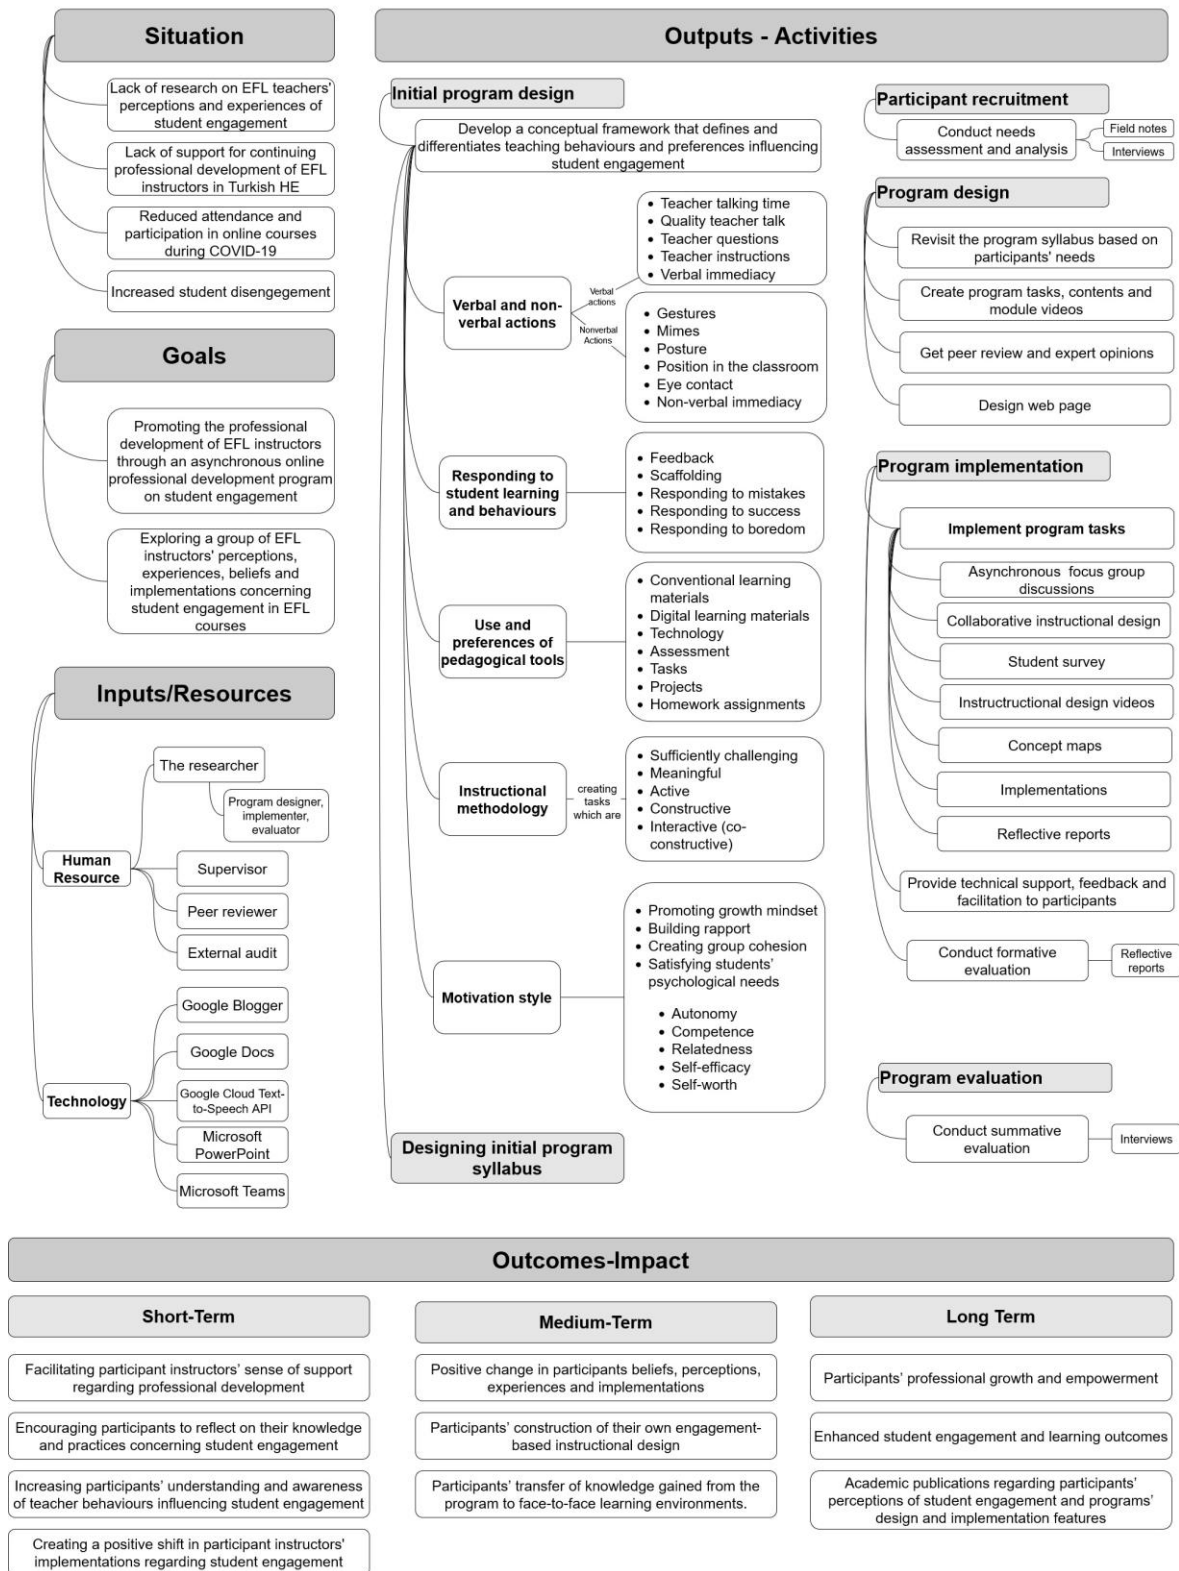 Situation
Lack of research on EFL teachers'
perceptions and experiences of
student engagement
Lack of support for continuing
professional development of EFL
instructors in Turkish HE
Reduced attendance and
participation in online courses
during COVID-19
Increased student disengegement
Goals
Promoting the professional
development of EFL instructors
through an asynchronous online
professional development program
on student engagement
Exploring a group of EFL
instructors' perceptions,
experiences, beliefs and
implementations concerning
student engagement in EFL
courses
Inputs/Resources
The researcher
Program designer,
implementer,
evaluator
Human
Resource
Supervisor
Peer reviewer
External audit
Google Blogger
Google Docs
Technology
Google Cloud Text-
to-Speech API
Microsoft
PowerPoint
Microsoft Teams
Outputs - Activities
Initial program design
Develop a conceptual framework that defines and
differentiates teaching behaviours and preferences influencing
student engagement
Verbal and non-
verbal actions
Verbal
actions
• Teacher talking time
• Quality teacher talk
• Teacher questions
• Teacher instructions
• Verbal immediacy
Nonverbal
Actions
• Gestures
• Mimes
• Posture
• Position in the classroom
• Eye contact
• Non-verbal immediacy
Responding to
student learning
and behaviours
• Feedback
• Scaffolding
• Responding to mistakes
• Responding to success
• Responding to boredom
Use and
preferences of
pedagogical tools
• Conventional learning
materials
• Digital learning materials
• Technology
• Assessment
• Tasks
• Projects
• Homework assignments
Instructional
methodology
creating
tasks
which are
• Sufficiently challenging
• Meaningful
• Active
• Constructive
• Interactive (co-
constructive)
Motivation style
• Promoting growth mindset
• Building rapport
• Creating group cohesion
• Satisfying students'
psychological needs
• Autonomy
• Competence
• Relatedness
• Self-efficacy
• Self-worth
Designing initial program
syllabus
Participant recruitment
Conduct needs
assessment and analysis
Field notes
Interviews
Program design
Revisit the program syllabus based on
participants' needs
Create program tasks, contents and
module videos
Get peer review and expert opinions
Design web page
Program implementation
Implement program tasks
Asynchronous focus group
discussions
Collaborative instructional design
Student survey
Instructructional design videos
Concept maps
Implementations
Reflective reports
Provide technical support, feedback and
facilitation to participants
Conduct formative
evaluation
Reflective
reports
Program evaluation
Conduct summative
evaluation
Interviews
Outcomes-Impact
Short-Term
Facilitating participant instructors' sense of support
regarding professional development
Encouraging participants to reflect on their knowledge
and practices concerning student engagement
Increasing participants' understanding and awareness
of teacher behaviours influencing student engagement
Creating a positive shift in participant instructors'
implementations regarding student engagement
Medium-Term
Positive change in participants beliefs, perceptions,
experiences and implementations
Participants' construction of their own engagement-
based instructional design
Participants' transfer of knowledge gained from the
program to face-to-face learning environments.
Long Term
Participants' professional growth and empowerment
Enhanced student engagement and learning outcomes
Academic publications regarding participants'
perceptions of student engagement and programs'
design and implementation features